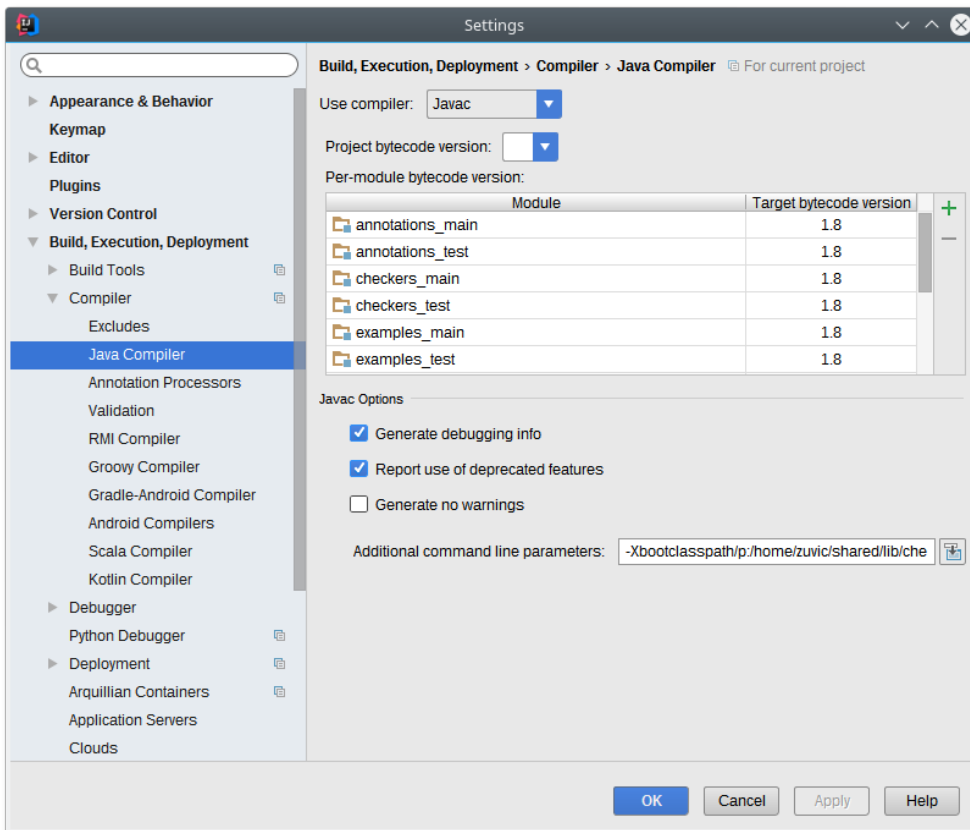 Settings
Appearance & Behavior
Keymap
Editor
Plugins
Version Control
Build, Execution, Deployment
Build Tools
Compiler
Excludes
Java Compiler
Annotation Processors
Validation
RMI Compiler
Groovy Compiler
Gradle-Android Compiler
Android Compilers
Scala Compiler
Kotlin Compiler
Debugger
Python Debugger
Deployment
Arquillian Containers
Application Servers
Clouds
Build, Execution, Deployment › Compiler › Java Compiler For current project
Use compiler: Javac
Project bytecode version:
Per-module bytecode version:
Module Target bytecode version
annotations_main 1.8
annotations_test 1.8
checkers_main 1.8
checkers_test 1.8
examples_main 1.8
examples_test 1.8
Javac Options
Generate debugging info
Report use of deprecated features
Generate no warnings
Additional command line parameters: -Xbootclasspath/p:/home/zuvic/shared/lib/che
OK Cancel Apply Help